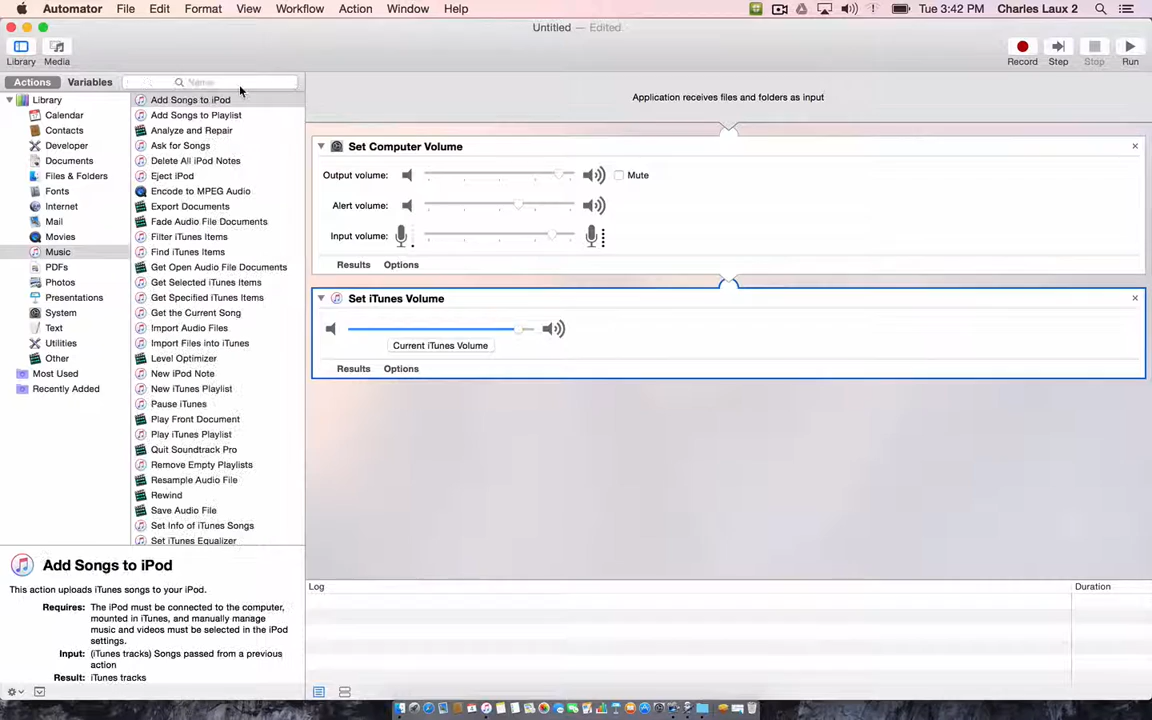 Automator File Edit Format View Workflow Action Window Help Tue 3:42 PM Charles Laux 2
Untitled — Edited
Library Media Record Step Stop Run
Actions Variables Name
Application receives files and folders as input
Library
Calendar
Contacts
Developer
Documents
Files & Folders
Fonts
Internet
Mail
Movies
Music
PDFs
Photos
Presentations
System
Text
Utilities
Other
Most Used
Recently Added
Add Songs to iPod
Add Songs to Playlist
Analyze and Repair
Ask for Songs
Delete All iPod Notes
Eject iPod
Encode to MPEG Audio
Export Documents
Fade Audio File Documents
Filter iTunes Items
Find iTunes Items
Get Open Audio File Documents
Get Selected iTunes Items
Get Specified iTunes Items
Get the Current Song
Import Audio Files
Import Files into iTunes
Level Optimizer
New iPod Note
New iTunes Playlist
Pause iTunes
Play Front Document
Play iTunes Playlist
Quit Soundtrack Pro
Remove Empty Playlists
Resample Audio File
Rewind
Save Audio File
Set Info of iTunes Songs
Set iTunes Equalizer
Set Computer Volume
Output volume: Mute
Alert volume:
Input volume:
Results Options
Set iTunes Volume
Current iTunes Volume
Results Options
Add Songs to iPod
This action uploads iTunes songs to your iPod.
Requires: The iPod must be connected to the computer,
mounted in iTunes, and manually manage
music and videos must be selected in the iPod
settings.
Input: (iTunes tracks) Songs passed from a previous
action
Result: iTunes tracks
Log Duration